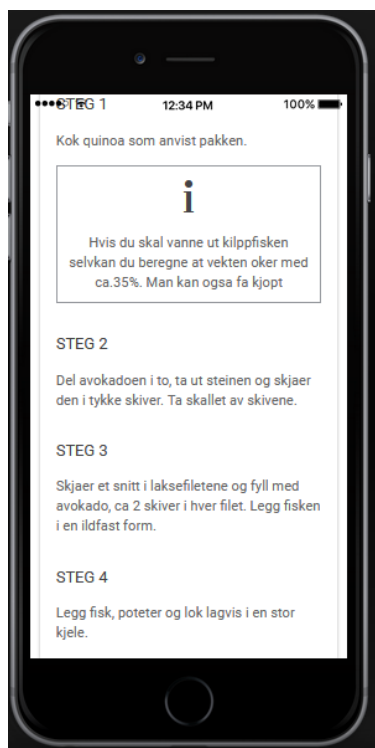 STEG 1
12:34 PM
100%
Kok quinoa som anvist pakken.
i
Hvis du skal vanne ut kilppfisken
selvkan du beregne at vekten oker med
ca.35%. Man kan ogsa fa kjopt
STEG 2
Del avokadoen i to, ta ut steinen og skjaer
den i tykke skiver. Ta skallet av skivene.
STEG 3
Skjaer et snitt i laksefiletene og fyll med
avokado, ca 2 skiver i hver filet. Legg fisken
i en ildfast form.
STEG 4
Legg fisk, poteter og lok lagvis i en stor
kjele.